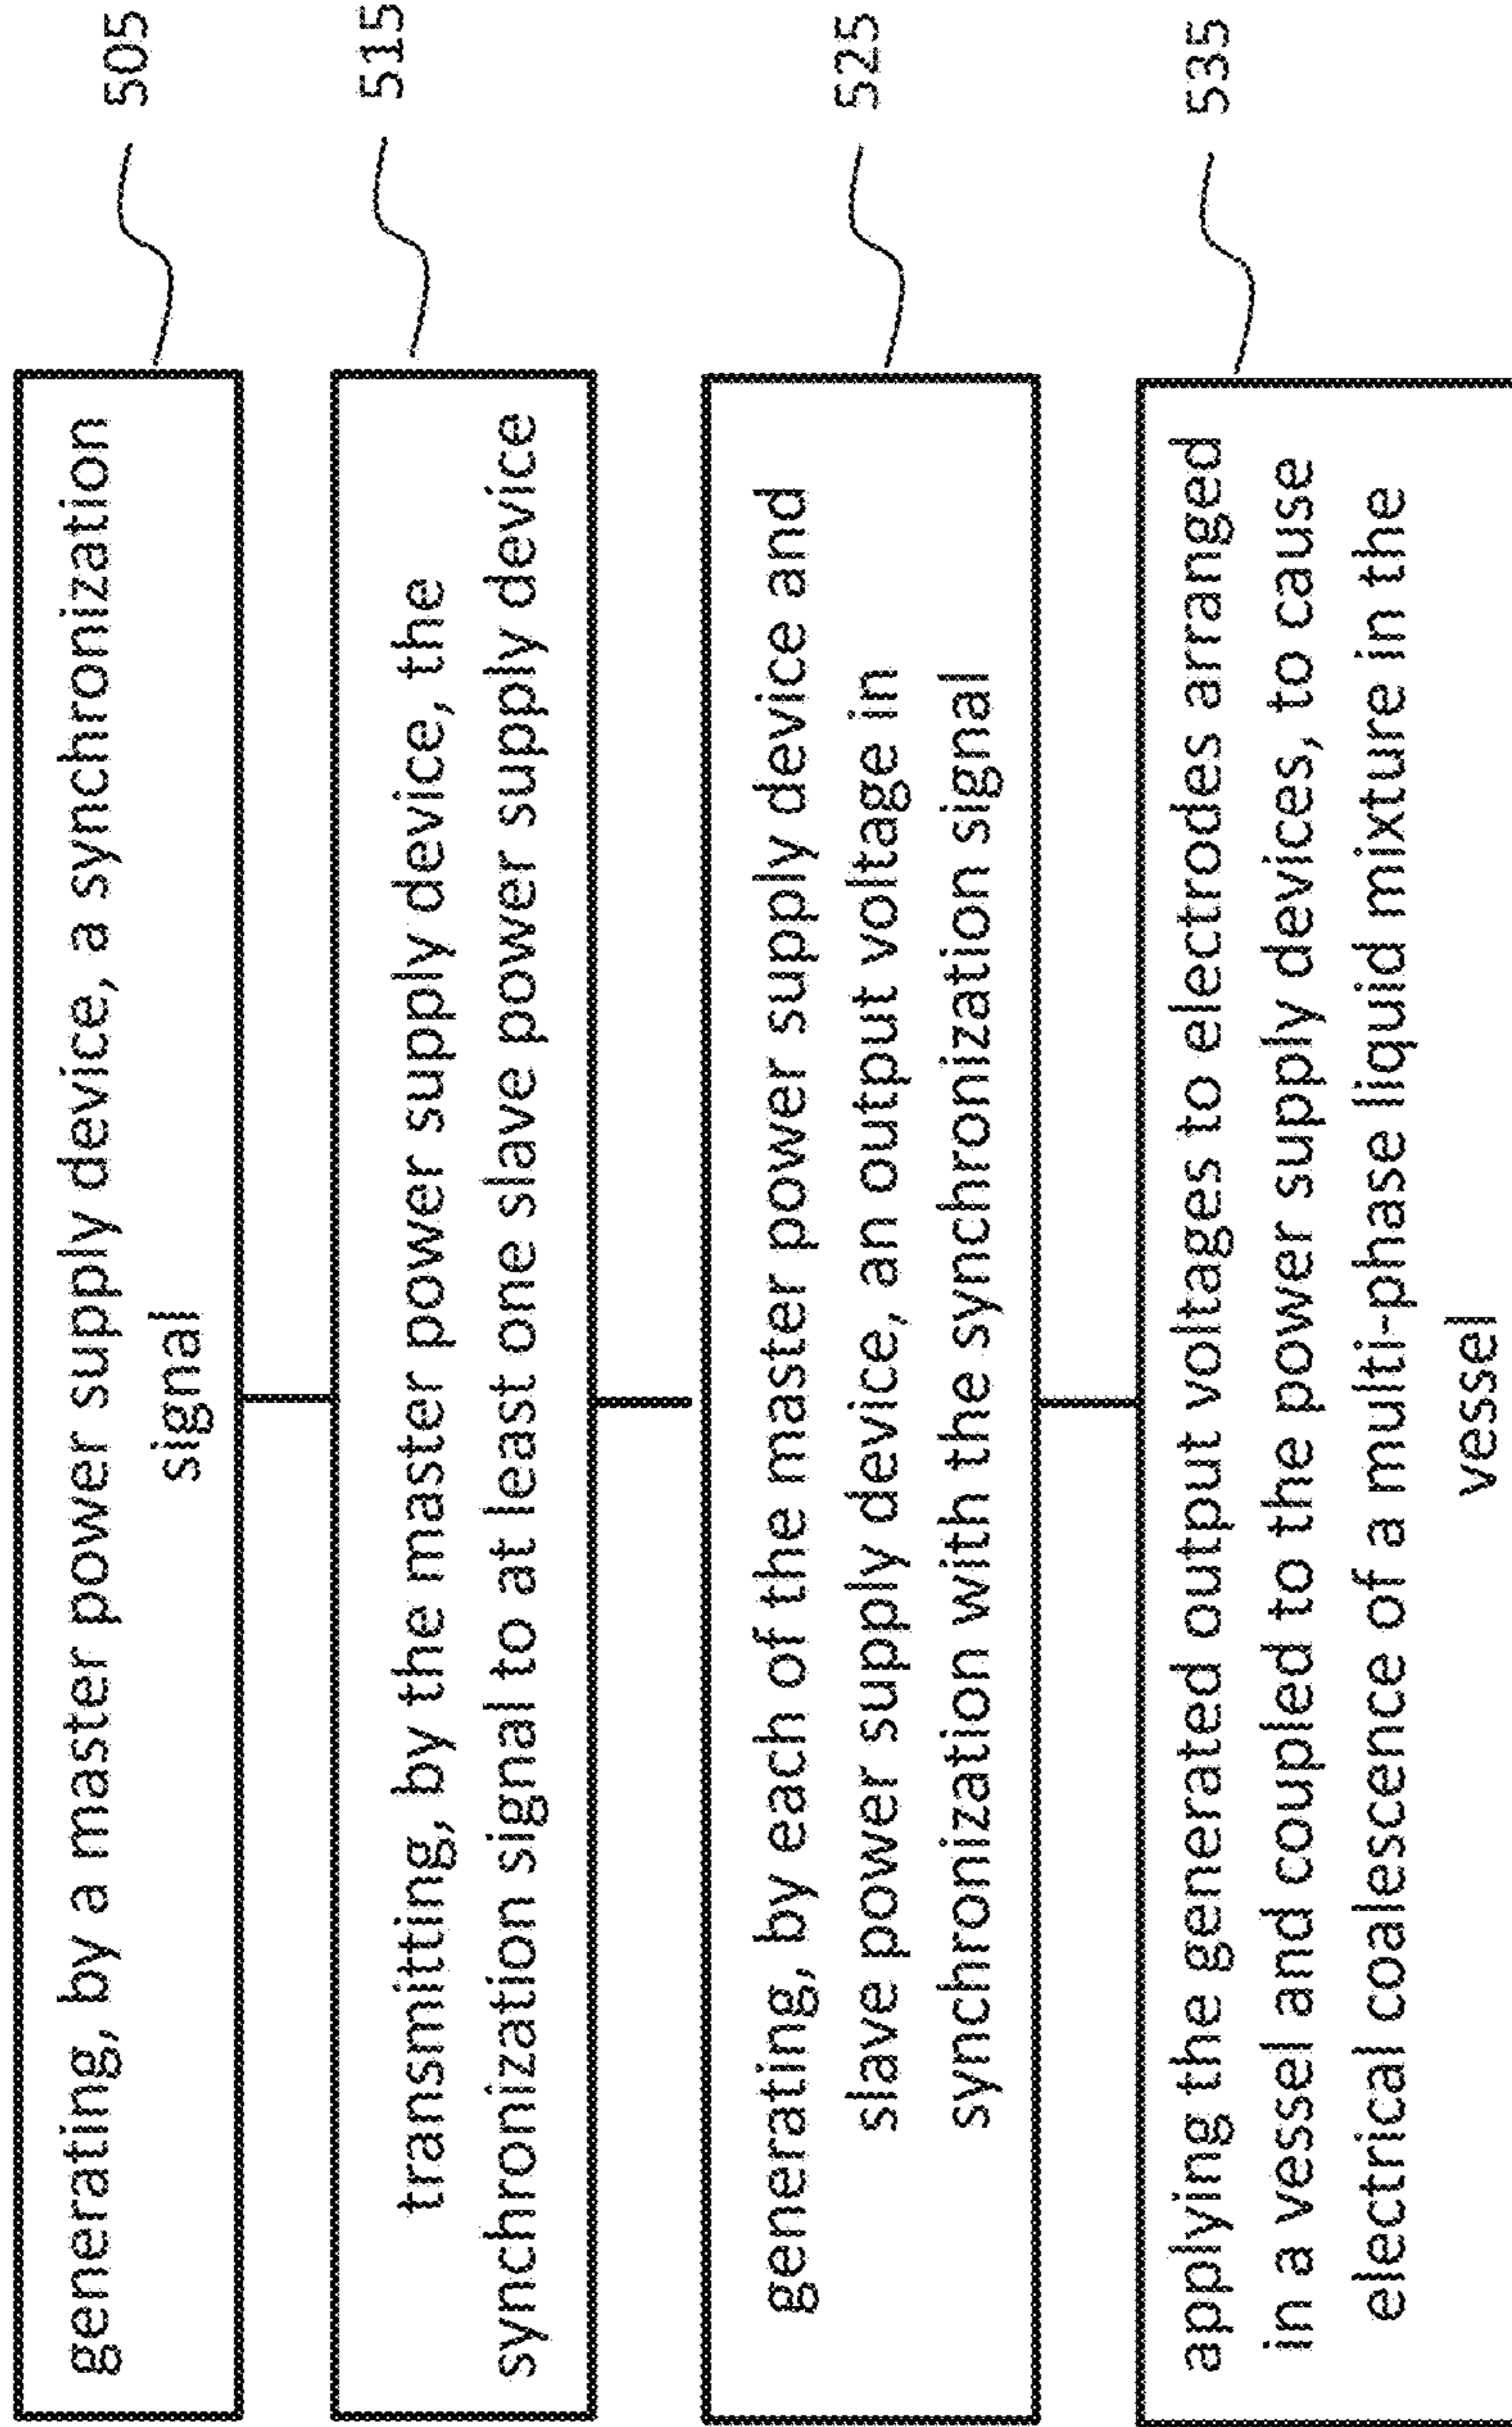 generating, by a master power supply device, a synchronization
signal
505
transmitting, by the master power supply device, the
synchronization signal to at least one slave power supply device
515
generating, by each of the master power supply device and
slave power supply device, an output voltage in
synchronization with the synchronization signal
525
applying the generated output voltages to electrodes arranged
in a vessel and coupled to the power supply devices, to cause
electrical coalescence of a multi-phase liquid mixture in the
vessel
535